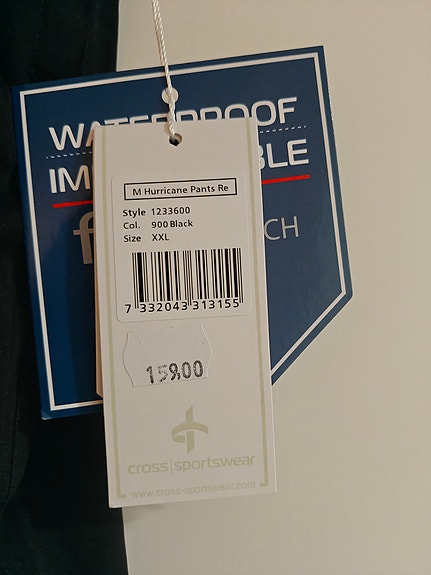 WATERPROOF
M Hurricane Pants Re
Style 1233600
Col. 900 Black
Size XXL
7 332043 313155
159.00
cross|sportswear
www.cross-sportswear.com